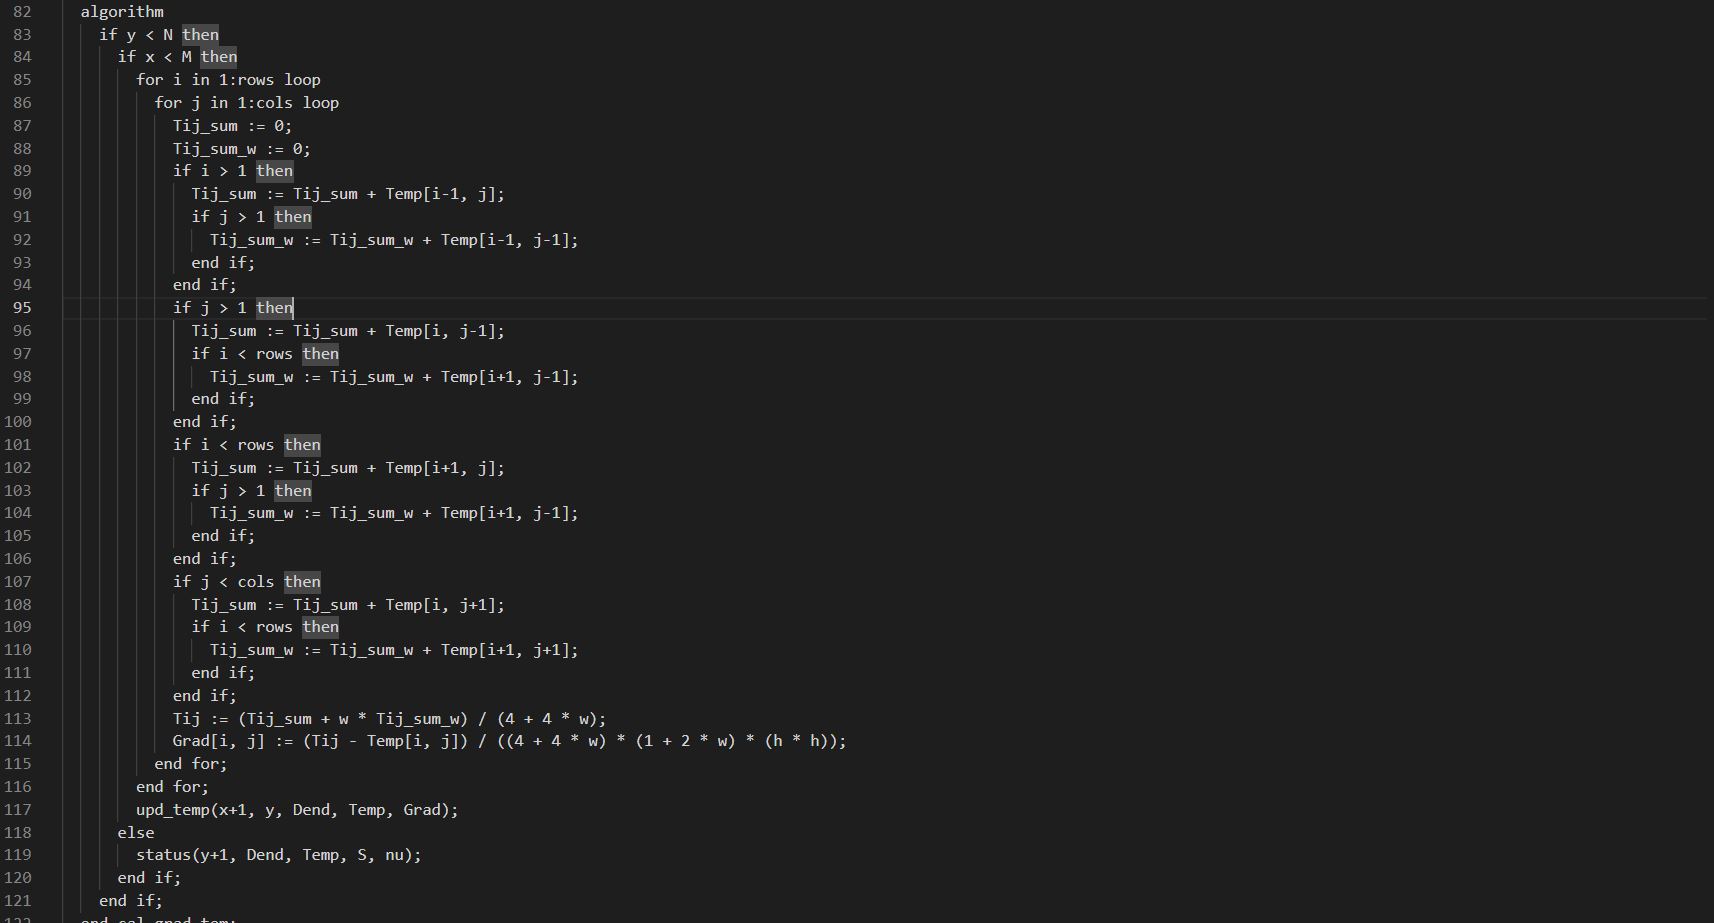 82 algorithm
83 if y < N then
84 if x < M then
85 for i in 1:rows loop
86 for j in 1:cols loop
87 Tij_sum := 0;
88 Tij_sum_w := 0;
89 if i > 1 then
90 Tij_sum := Tij_sum + Temp[i-1, j];
91 if j > 1 then
92 Tij_sum_w := Tij_sum_w + Temp[i-1, j-1];
93 end if;
94 end if;
95 if j > 1 then
96 Tij_sum := Tij_sum + Temp[i, j-1];
97 if i < rows then
98 Tij_sum_w := Tij_sum_w + Temp[i+1, j-1];
99 end if;
100 end if;
101 if i < rows then
102 Tij_sum := Tij_sum + Temp[i+1, j];
103 if j > 1 then
104 Tij_sum_w := Tij_sum_w + Temp[i+1, j-1];
105 end if;
106 end if;
107 if j < cols then
108 Tij_sum := Tij_sum + Temp[i, j+1];
109 if i < rows then
110 Tij_sum_w := Tij_sum_w + Temp[i+1, j+1];
111 end if;
112 end if;
113 Tij := (Tij_sum + w * Tij_sum_w) / (4 + 4 * w);
114 Grad[i, j] := (Tij - Temp[i, j]) / ((4 + 4 * w) * (1 + 2 * w) * (h * h));
115 end for;
116 end for;
117 upd_temp(x+1, y, Dend, Temp, Grad);
118 else
119 status(y+1, Dend, Temp, S, nu);
120 end if;
121 end if;
122 end cal_grad_tem;